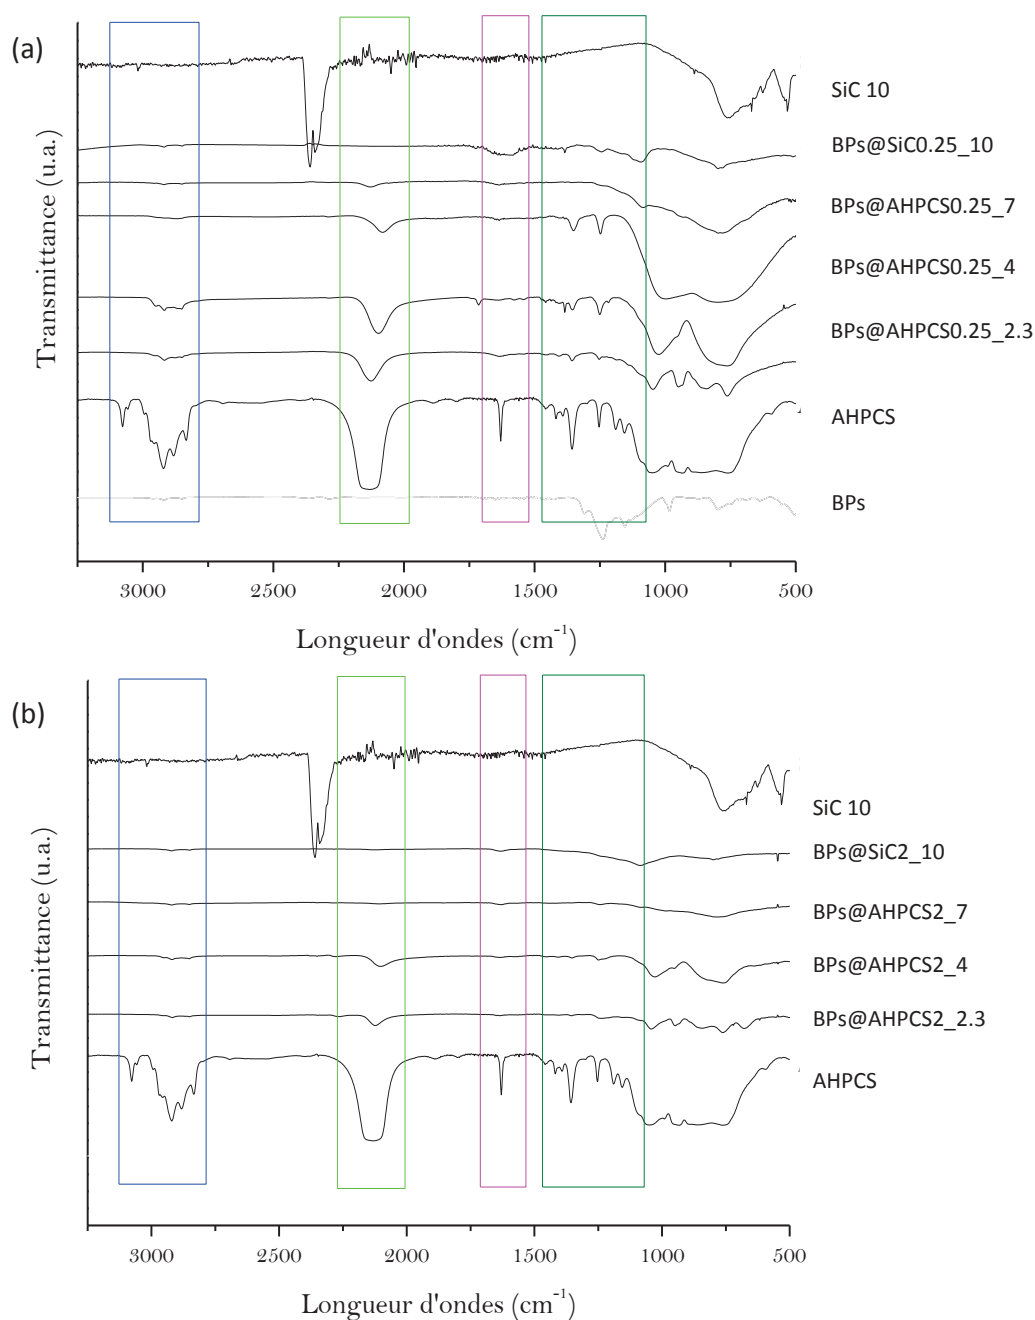 (a)
Transmittance (u.a.)
SiC 10
BPs@SiC0.25_10
BPs@AHPCS0.25_7
BPs@AHPCS0.25_4
BPs@AHPCS0.25_2.3
AHPCS
BPs
3000 2500 2000 1500 1000 500
Longueur d'ondes (cm⁻¹)
(b)
Transmittance (u.a.)
SiC 10
BPs@SiC2_10
BPs@AHPCS2_7
BPs@AHPCS2_4
BPs@AHPCS2_2.3
AHPCS
3000 2500 2000 1500 1000 500
Longueur d'ondes (cm⁻¹)